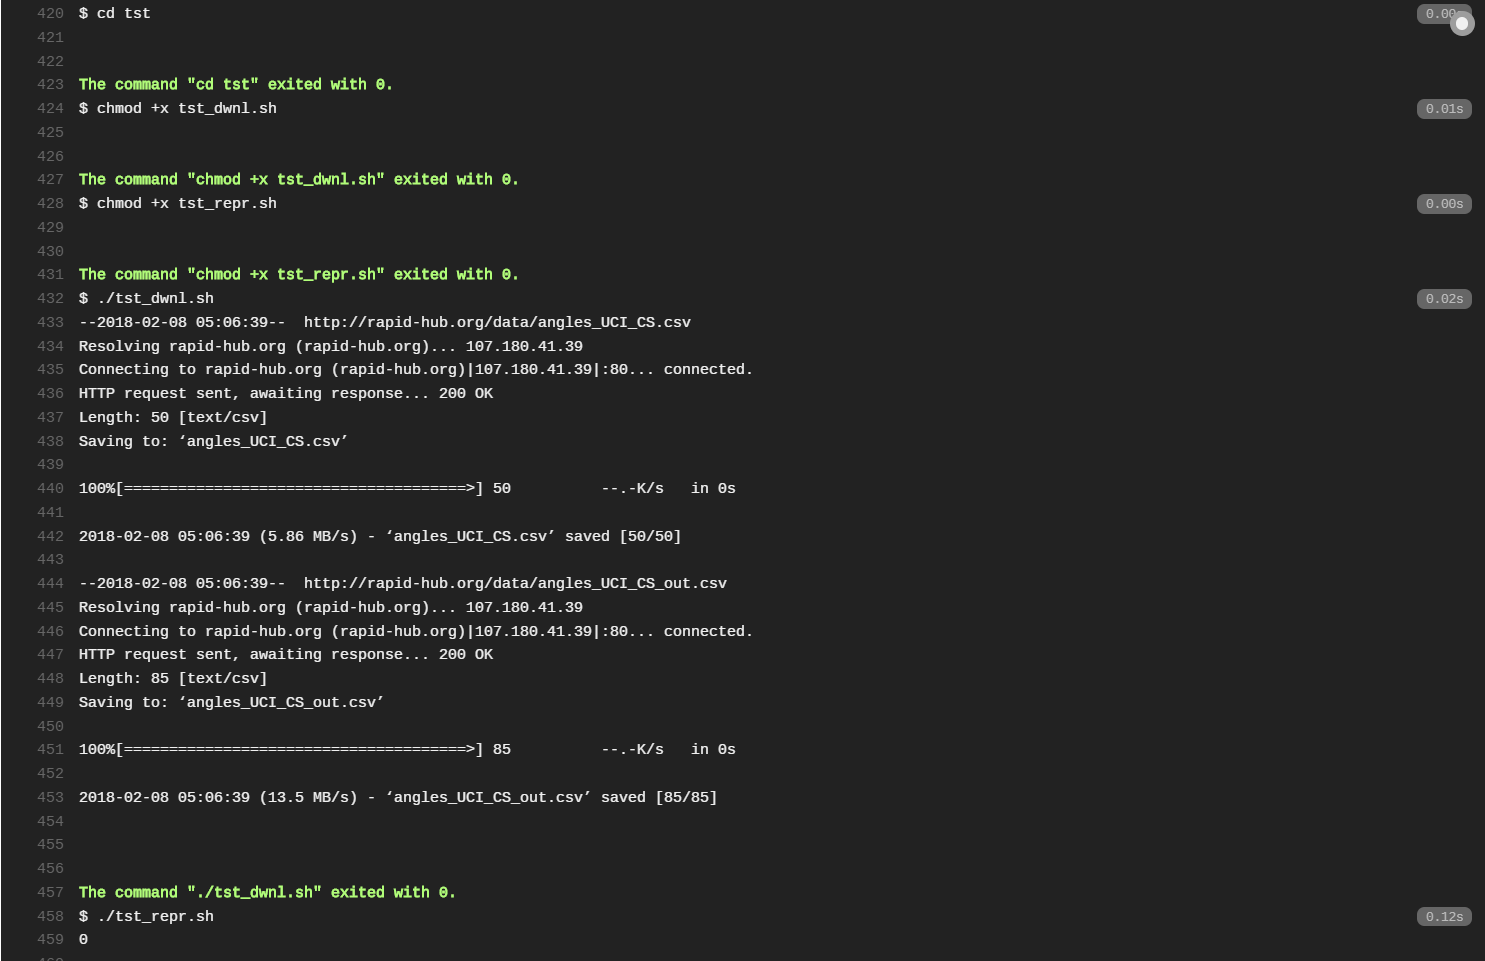 420 $ cd tst 0.00s
421
422
423 The command "cd tst" exited with 0.
424 $ chmod +x tst_dwnl.sh 0.01s
425
426
427 The command "chmod +x tst_dwnl.sh" exited with 0.
428 $ chmod +x tst_repr.sh 0.00s
429
430
431 The command "chmod +x tst_repr.sh" exited with 0.
432 $ ./tst_dwnl.sh 0.02s
433 --2018-02-08 05:06:39--  http://rapid-hub.org/data/angles_UCI_CS.csv
434 Resolving rapid-hub.org (rapid-hub.org)... 107.180.41.39
435 Connecting to rapid-hub.org (rapid-hub.org)|107.180.41.39|:80... connected.
436 HTTP request sent, awaiting response... 200 OK
437 Length: 50 [text/csv]
438 Saving to: ‘angles_UCI_CS.csv’
439
440 100%[======================================>] 50          --.-K/s   in 0s
441
442 2018-02-08 05:06:39 (5.86 MB/s) - ‘angles_UCI_CS.csv’ saved [50/50]
443
444 --2018-02-08 05:06:39--  http://rapid-hub.org/data/angles_UCI_CS_out.csv
445 Resolving rapid-hub.org (rapid-hub.org)... 107.180.41.39
446 Connecting to rapid-hub.org (rapid-hub.org)|107.180.41.39|:80... connected.
447 HTTP request sent, awaiting response... 200 OK
448 Length: 85 [text/csv]
449 Saving to: ‘angles_UCI_CS_out.csv’
450
451 100%[======================================>] 85          --.-K/s   in 0s
452
453 2018-02-08 05:06:39 (13.5 MB/s) - ‘angles_UCI_CS_out.csv’ saved [85/85]
454
455
456
457 The command "./tst_dwnl.sh" exited with 0.
458 $ ./tst_repr.sh 0.12s
459 0